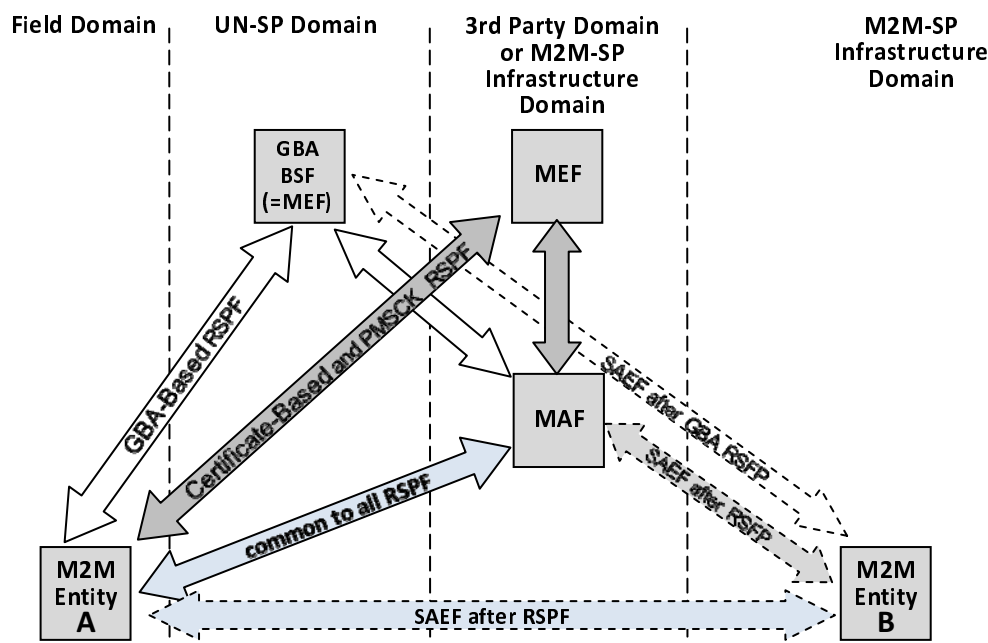 Field Domain
UN-SP Domain
3rd Party Domain
or M2M-SP
Infrastructure
Domain
M2M-SP
Infrastructure
Domain
GBA
BSF
(=MEF)
MEF
GBA-Based RSPF
Certificate-Based and PMSCK RSPF
SAEF after GBA RSFP
MAF
SAEF after RSFP
common to all RSPF
M2M
Entity
A
SAEF after RSPF
M2M
Entity
B